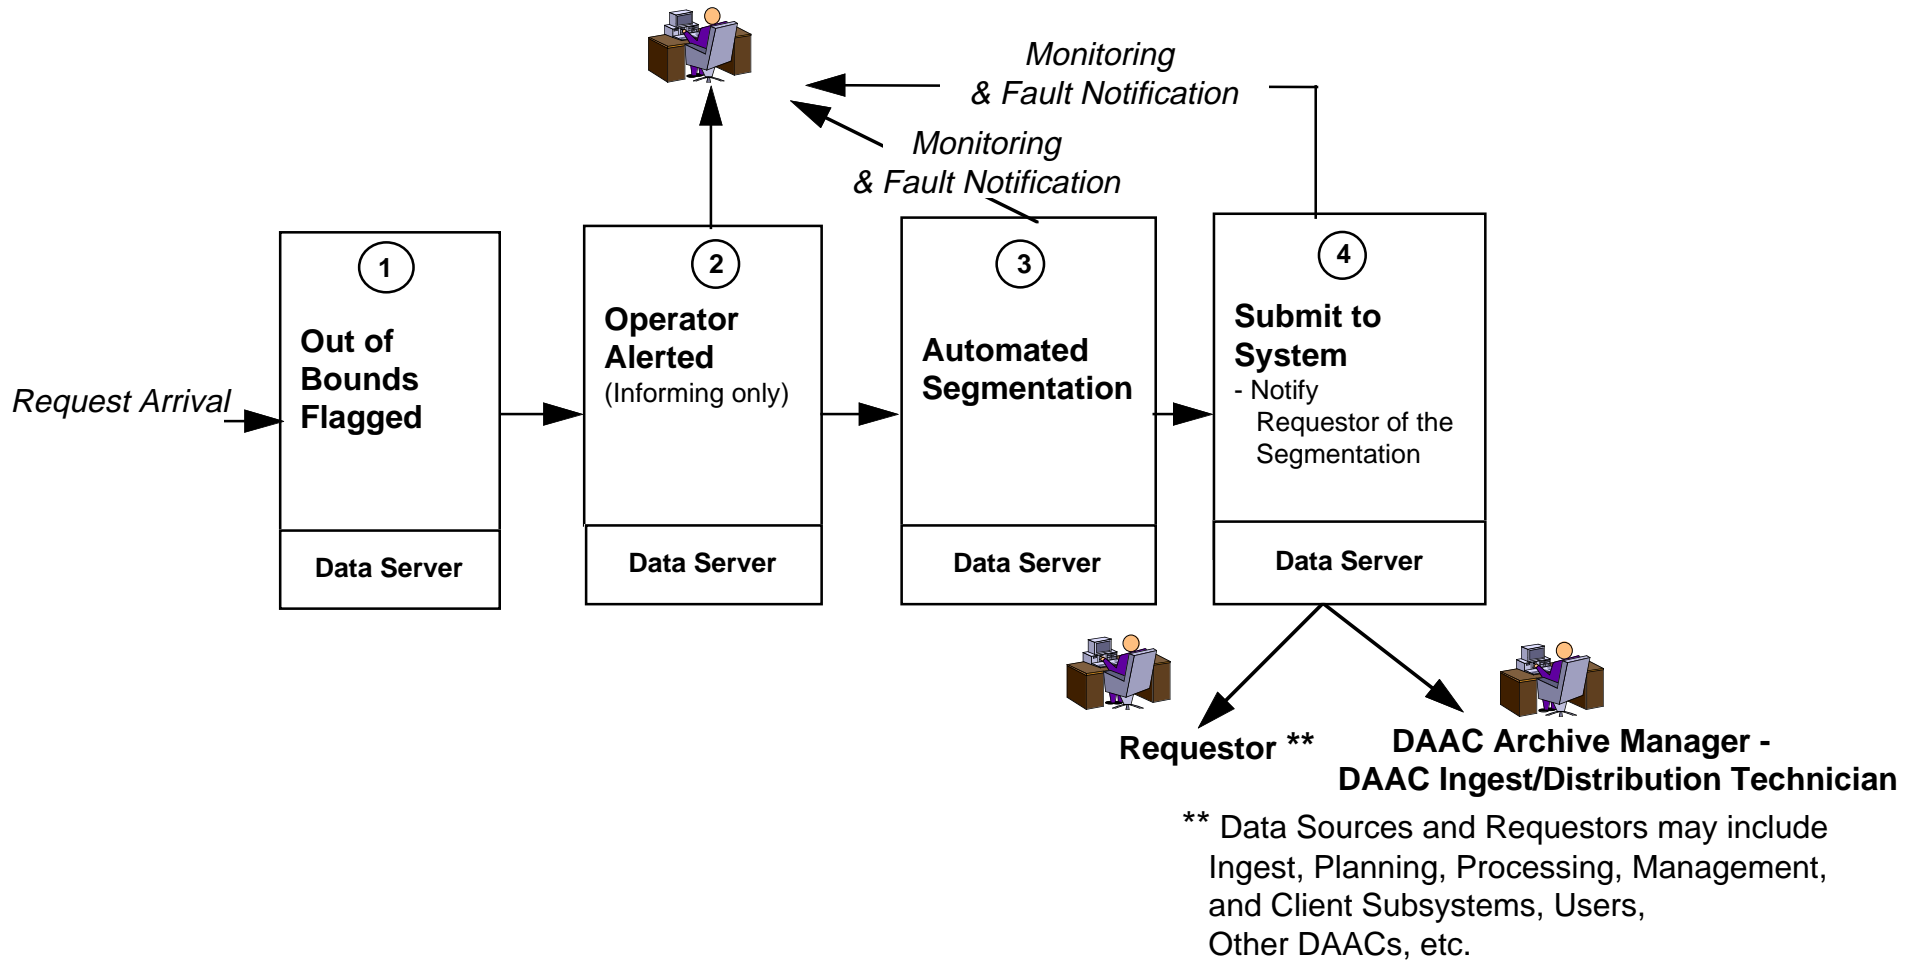 Monitoring
& Fault Notification
Monitoring
& Fault Notification
Request Arrival
1
Out of
Bounds
Flagged
Data Server
2
Operator
Alerted
(Informing only)
Data Server
3
Automated
Segmentation
Data Server
4
Submit to
System
- Notify
Requestor of the
Segmentation
Data Server
Requestor **
DAAC Archive Manager -
DAAC Ingest/Distribution Technician
** Data Sources and Requestors may include
Ingest, Planning, Processing, Management,
and Client Subsystems, Users,
Other DAACs, etc.